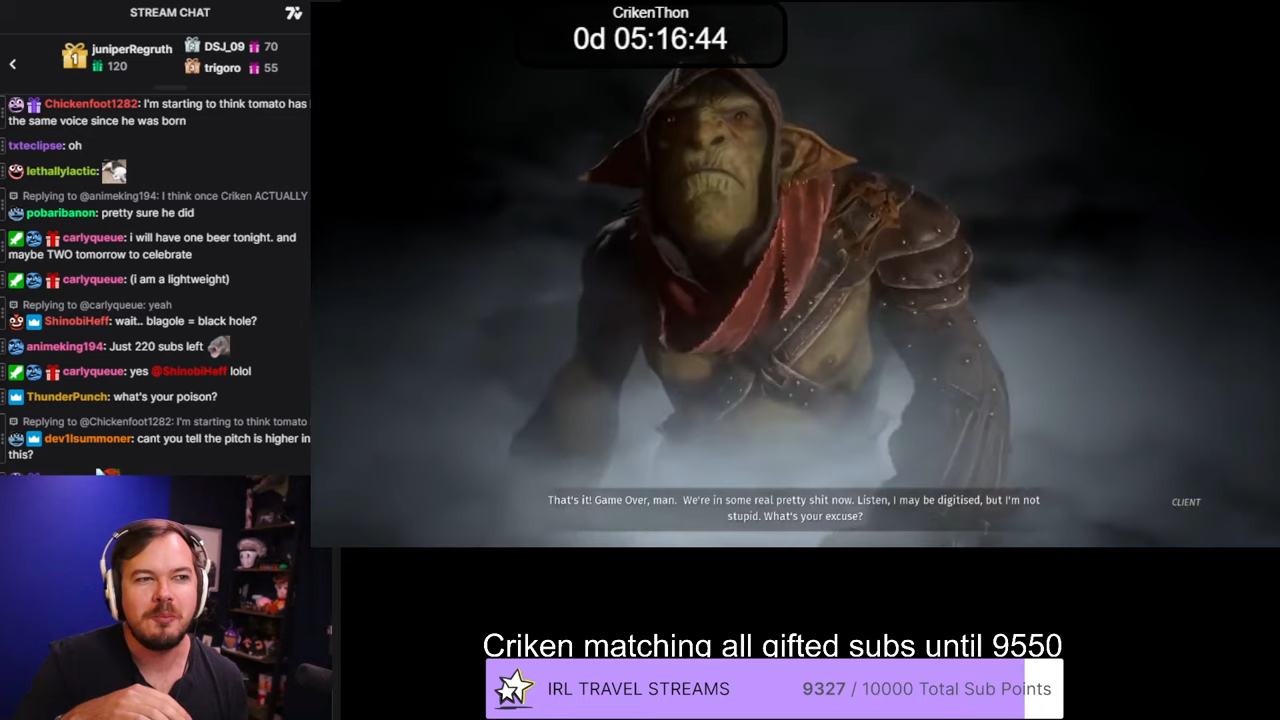 STREAM CHAT
juniperRegruth
120
DSJ_09 70
trigoro 55
Chickenfoot1282: I'm starting to think tomato has
the same voice since he was born
txteclipse: oh
lethallylactic:
Replying to @animeking194: I think once Criken ACTUALLY
pobaribanon: pretty sure he did
carlyqueue: i will have one beer tonight. and
maybe TWO tomorrow to celebrate
carlyqueue: (i am a lightweight)
Replying to @carlyqueue: yeah
ShinobiHeff: wait.. blagole = black hole?
animeking194: Just 220 subs left
carlyqueue: yes @ShinobiHeff lolol
ThunderPunch: what's your poison?
Replying to @Chickenfoot1282: I'm starting to think tomato
dev1lsummoner: cant you tell the pitch is higher in
this?
CrikenThon
0d 05:16:44
That's it! Game Over, man. We're in some real pretty shit now. Listen, I may be digitised, but I'm not
stupid. What's your excuse?
CLIENT
Criken matching all gifted subs until 9550
IRL TRAVEL STREAMS 9327 / 10000 Total Sub Points